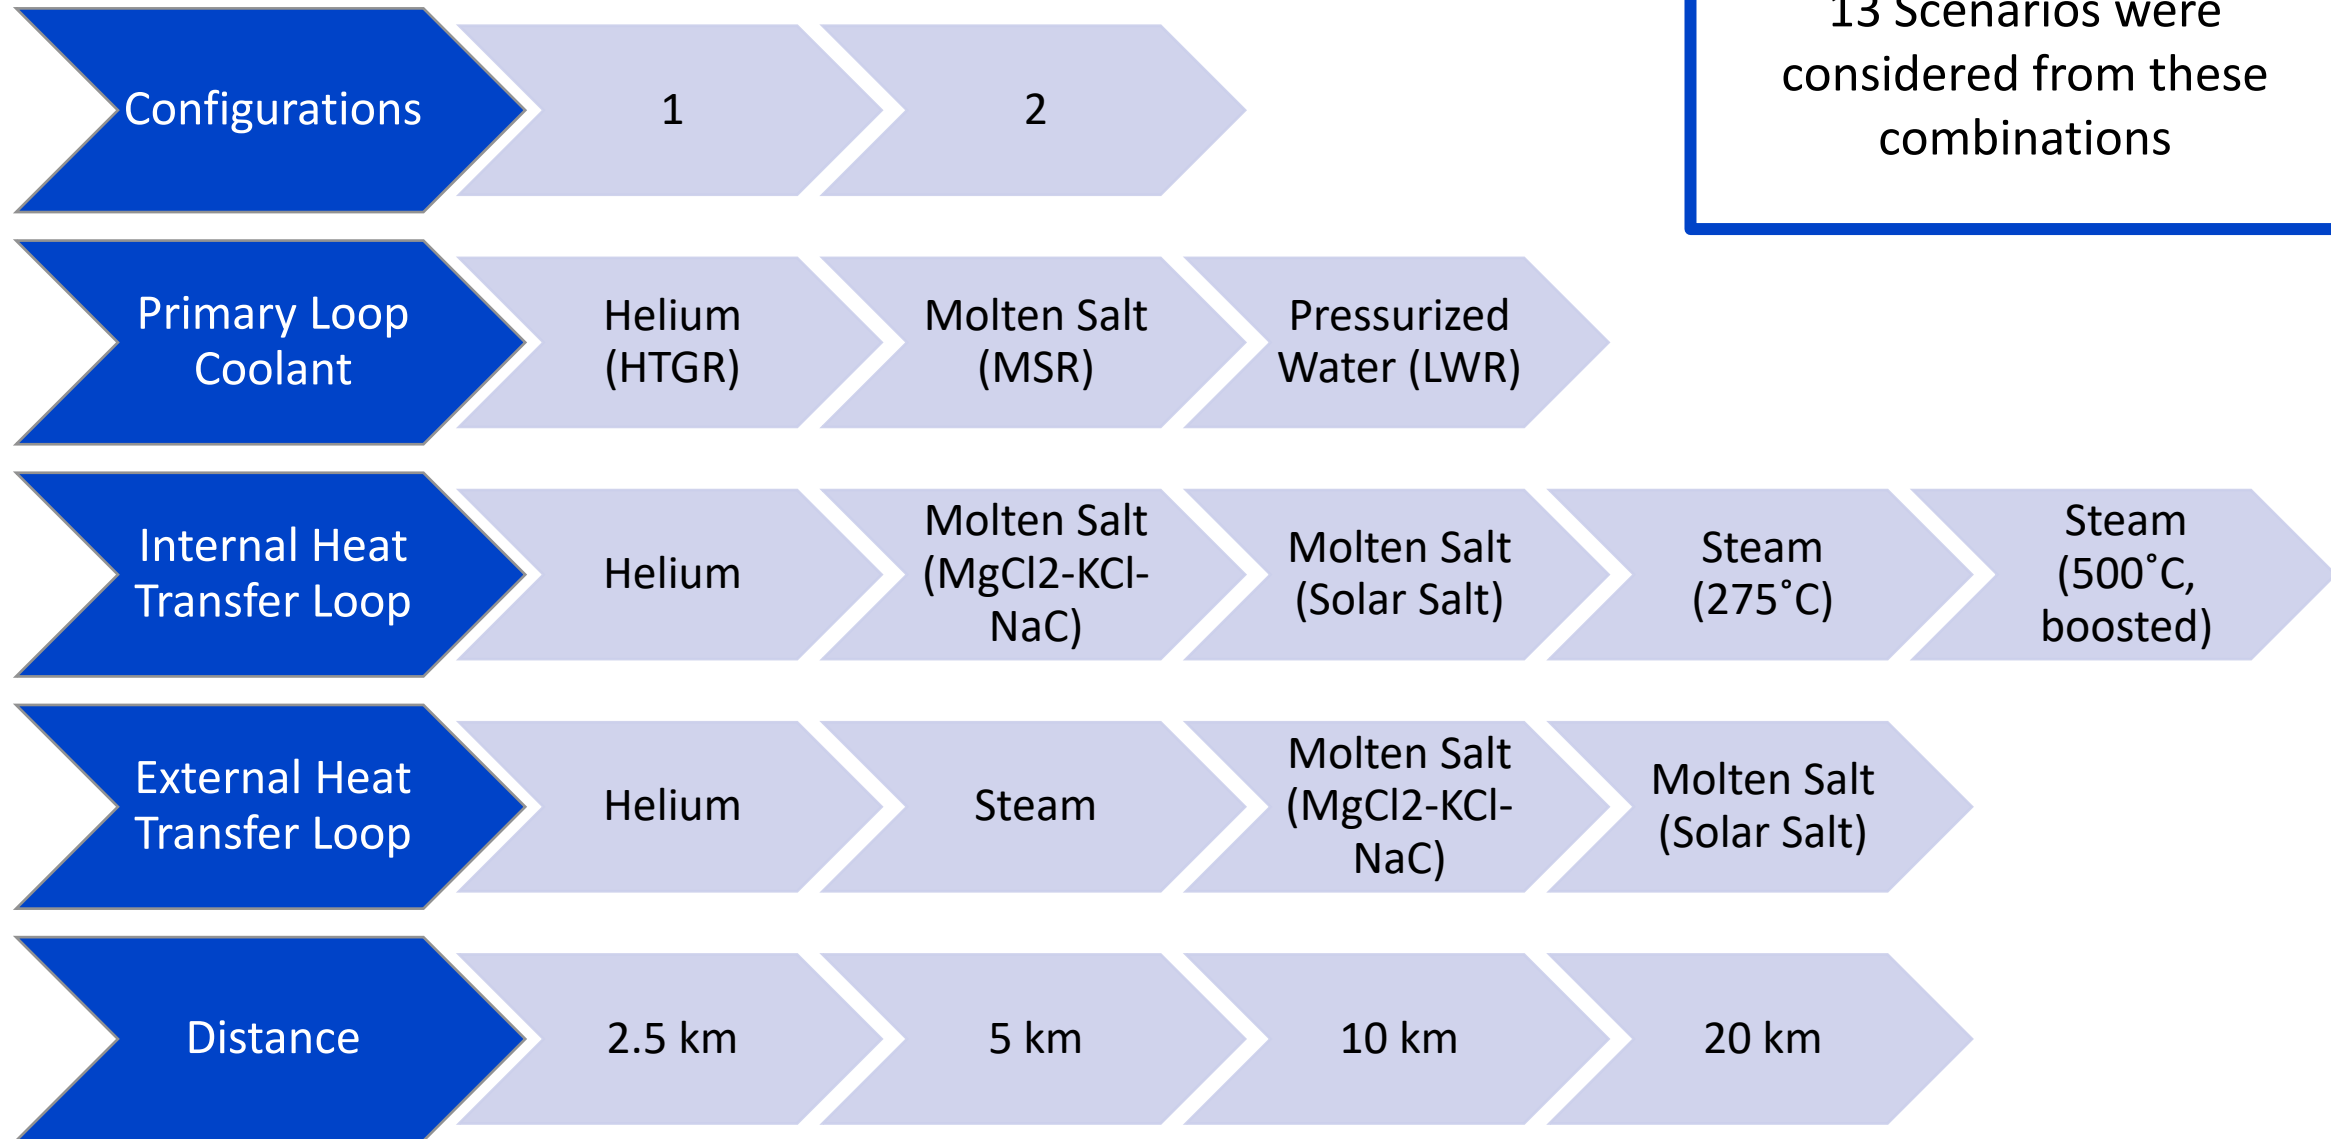 13 Scenarios were
considered from these
combinations
Configurations
1
2
Primary Loop
Coolant
Helium
(HTGR)
Molten Salt
(MSR)
Pressurized
Water (LWR)
Internal Heat
Transfer Loop
Helium
Molten Salt
(MgCl2-KCl-
NaC)
Molten Salt
(Solar Salt)
Steam
(275˚C)
Steam
(500˚C,
boosted)
External Heat
Transfer Loop
Helium
Steam
Molten Salt
(MgCl2-KCl-
NaC)
Molten Salt
(Solar Salt)
Distance
2.5 km
5 km
10 km
20 km